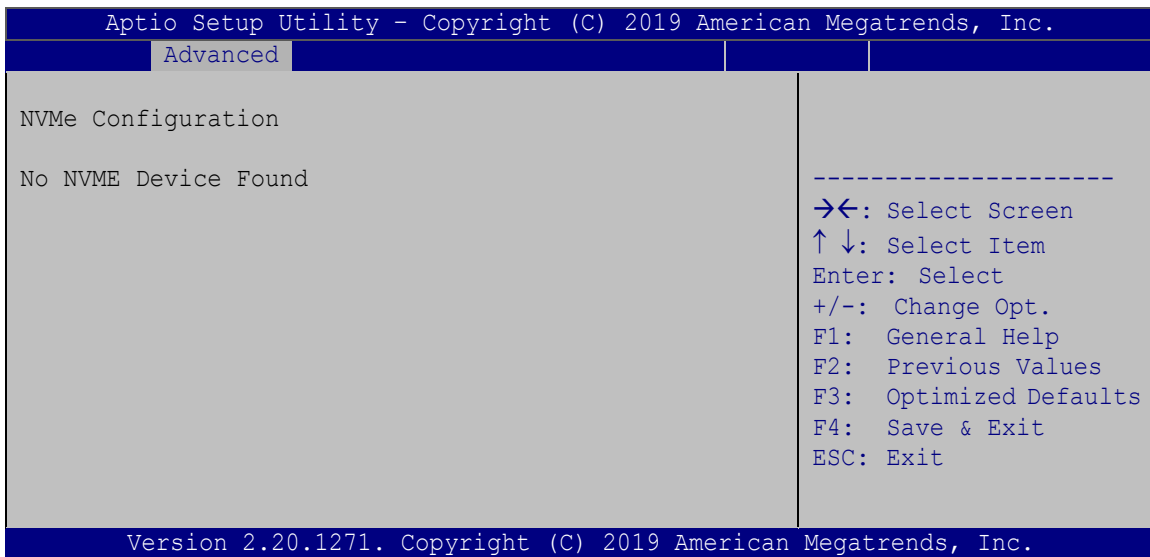 Aptio Setup Utility – Copyright (C) 2019 American Megatrends, Inc.
Advanced
NVMe Configuration
No NVME Device Found
---------------------
→←: Select Screen
↑ ↓: Select Item
Enter: Select
+/-: Change Opt.
F1: General Help
F2: Previous Values
F3: Optimized Defaults
F4: Save & Exit
ESC: Exit
Version 2.20.1271. Copyright (C) 2019 American Megatrends, Inc.